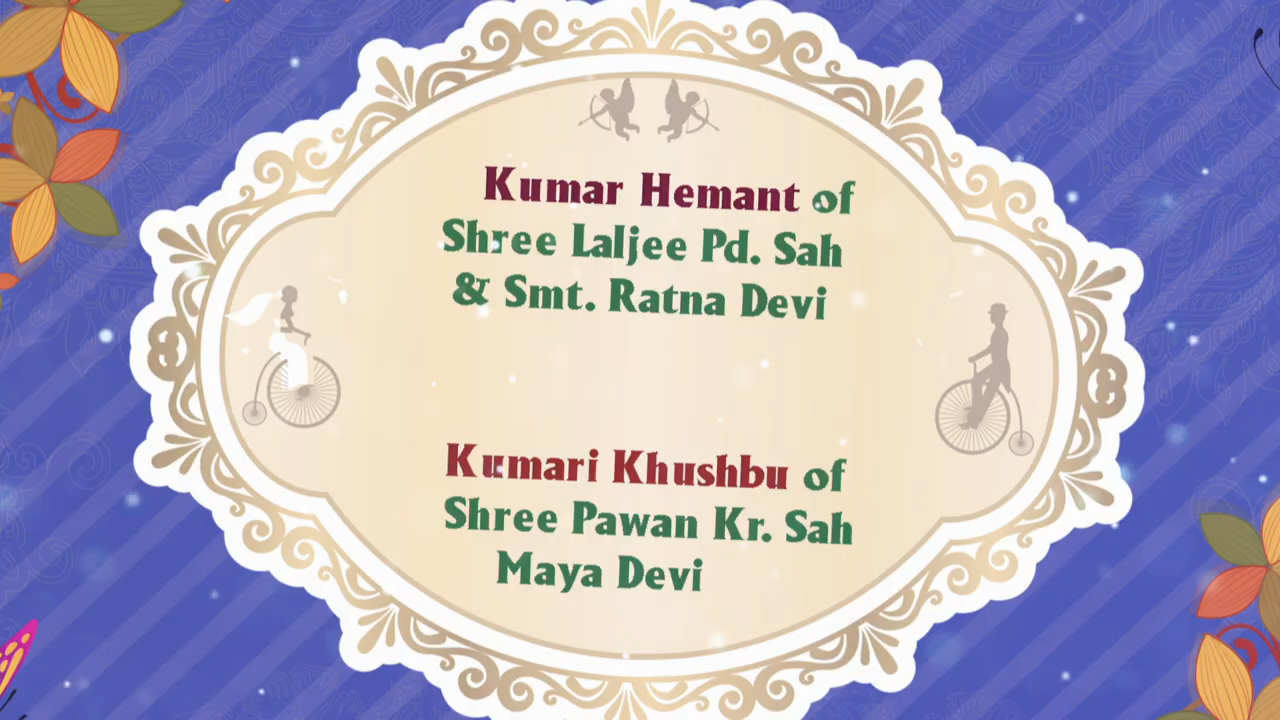 Kumar Hemant of
Shree Laljee Pd. Sah
& Smt. Ratna Devi
Kumari Khushbu of
Shree Pawan Kr. Sah
Maya Devi